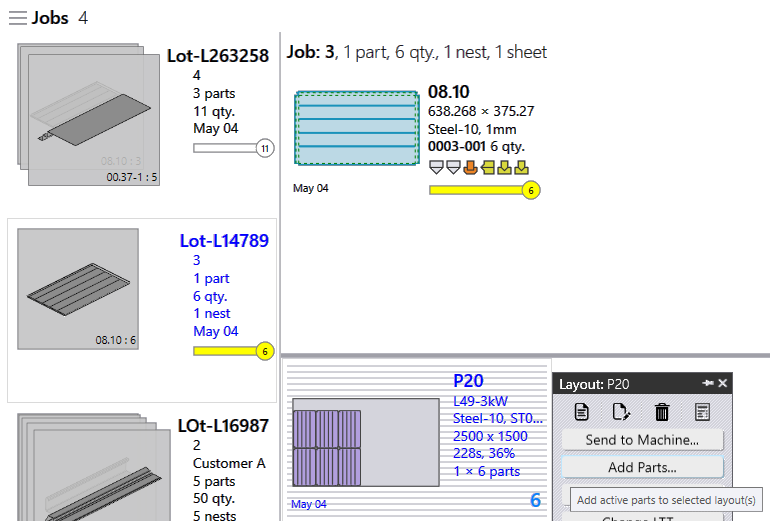 Jobs 4
Lot-L263258
4
3 parts
11 qty.
May 04
11
08.10 : 3
00.37-1 : 5
Lot-L14789
3
1 part
6 qty.
1 nest
May 04
6
08.10 : 6
LOt-L16987
2
Customer A
5 parts
50 qty.
5 nests
Job: 3, 1 part, 6 qty., 1 nest, 1 sheet
08.10
638.268 × 375.27
Steel-10, 1mm
0003-001 6 qty.
6
May 04
P20
L49-3kW
Steel-10, ST0...
2500 x 1500
228s, 36%
1 × 6 parts
May 04
6
Layout: P20
Send to Machine...
Add Parts...
Add active parts to selected layout(s)